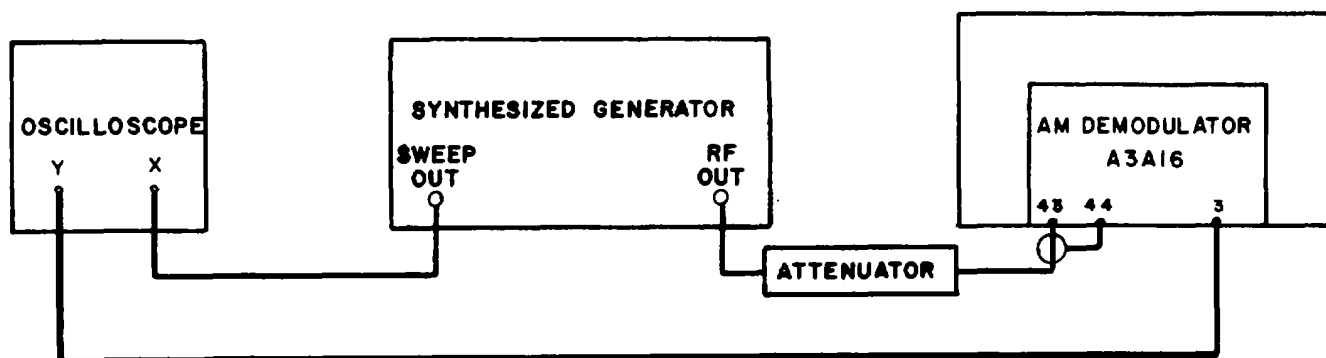 OSCILLOSCOPE
Y X
SYNTHESIZED GENERATOR
SWEEP
OUT
RF
OUT
AM DEMODULATOR
A3A16
43 44 3
ATTENUATOR